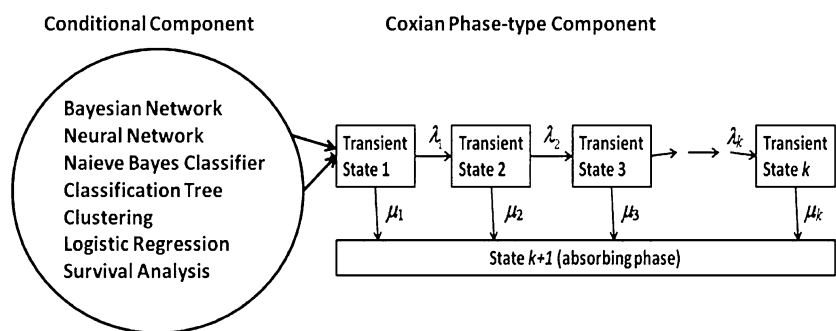 Conditional Component
Coxian Phase-type Component
Bayesian Network
Neural Network
Naieve Bayes Classifier
Classification Tree
Clustering
Logistic Regression
Survival Analysis
Transient
State 1
λ₁
Transient
State 2
λ₂
Transient
State 3
λₖ
Transient
State k
μ₁
μ₂
μ₃
μₖ
State k+1 (absorbing phase)